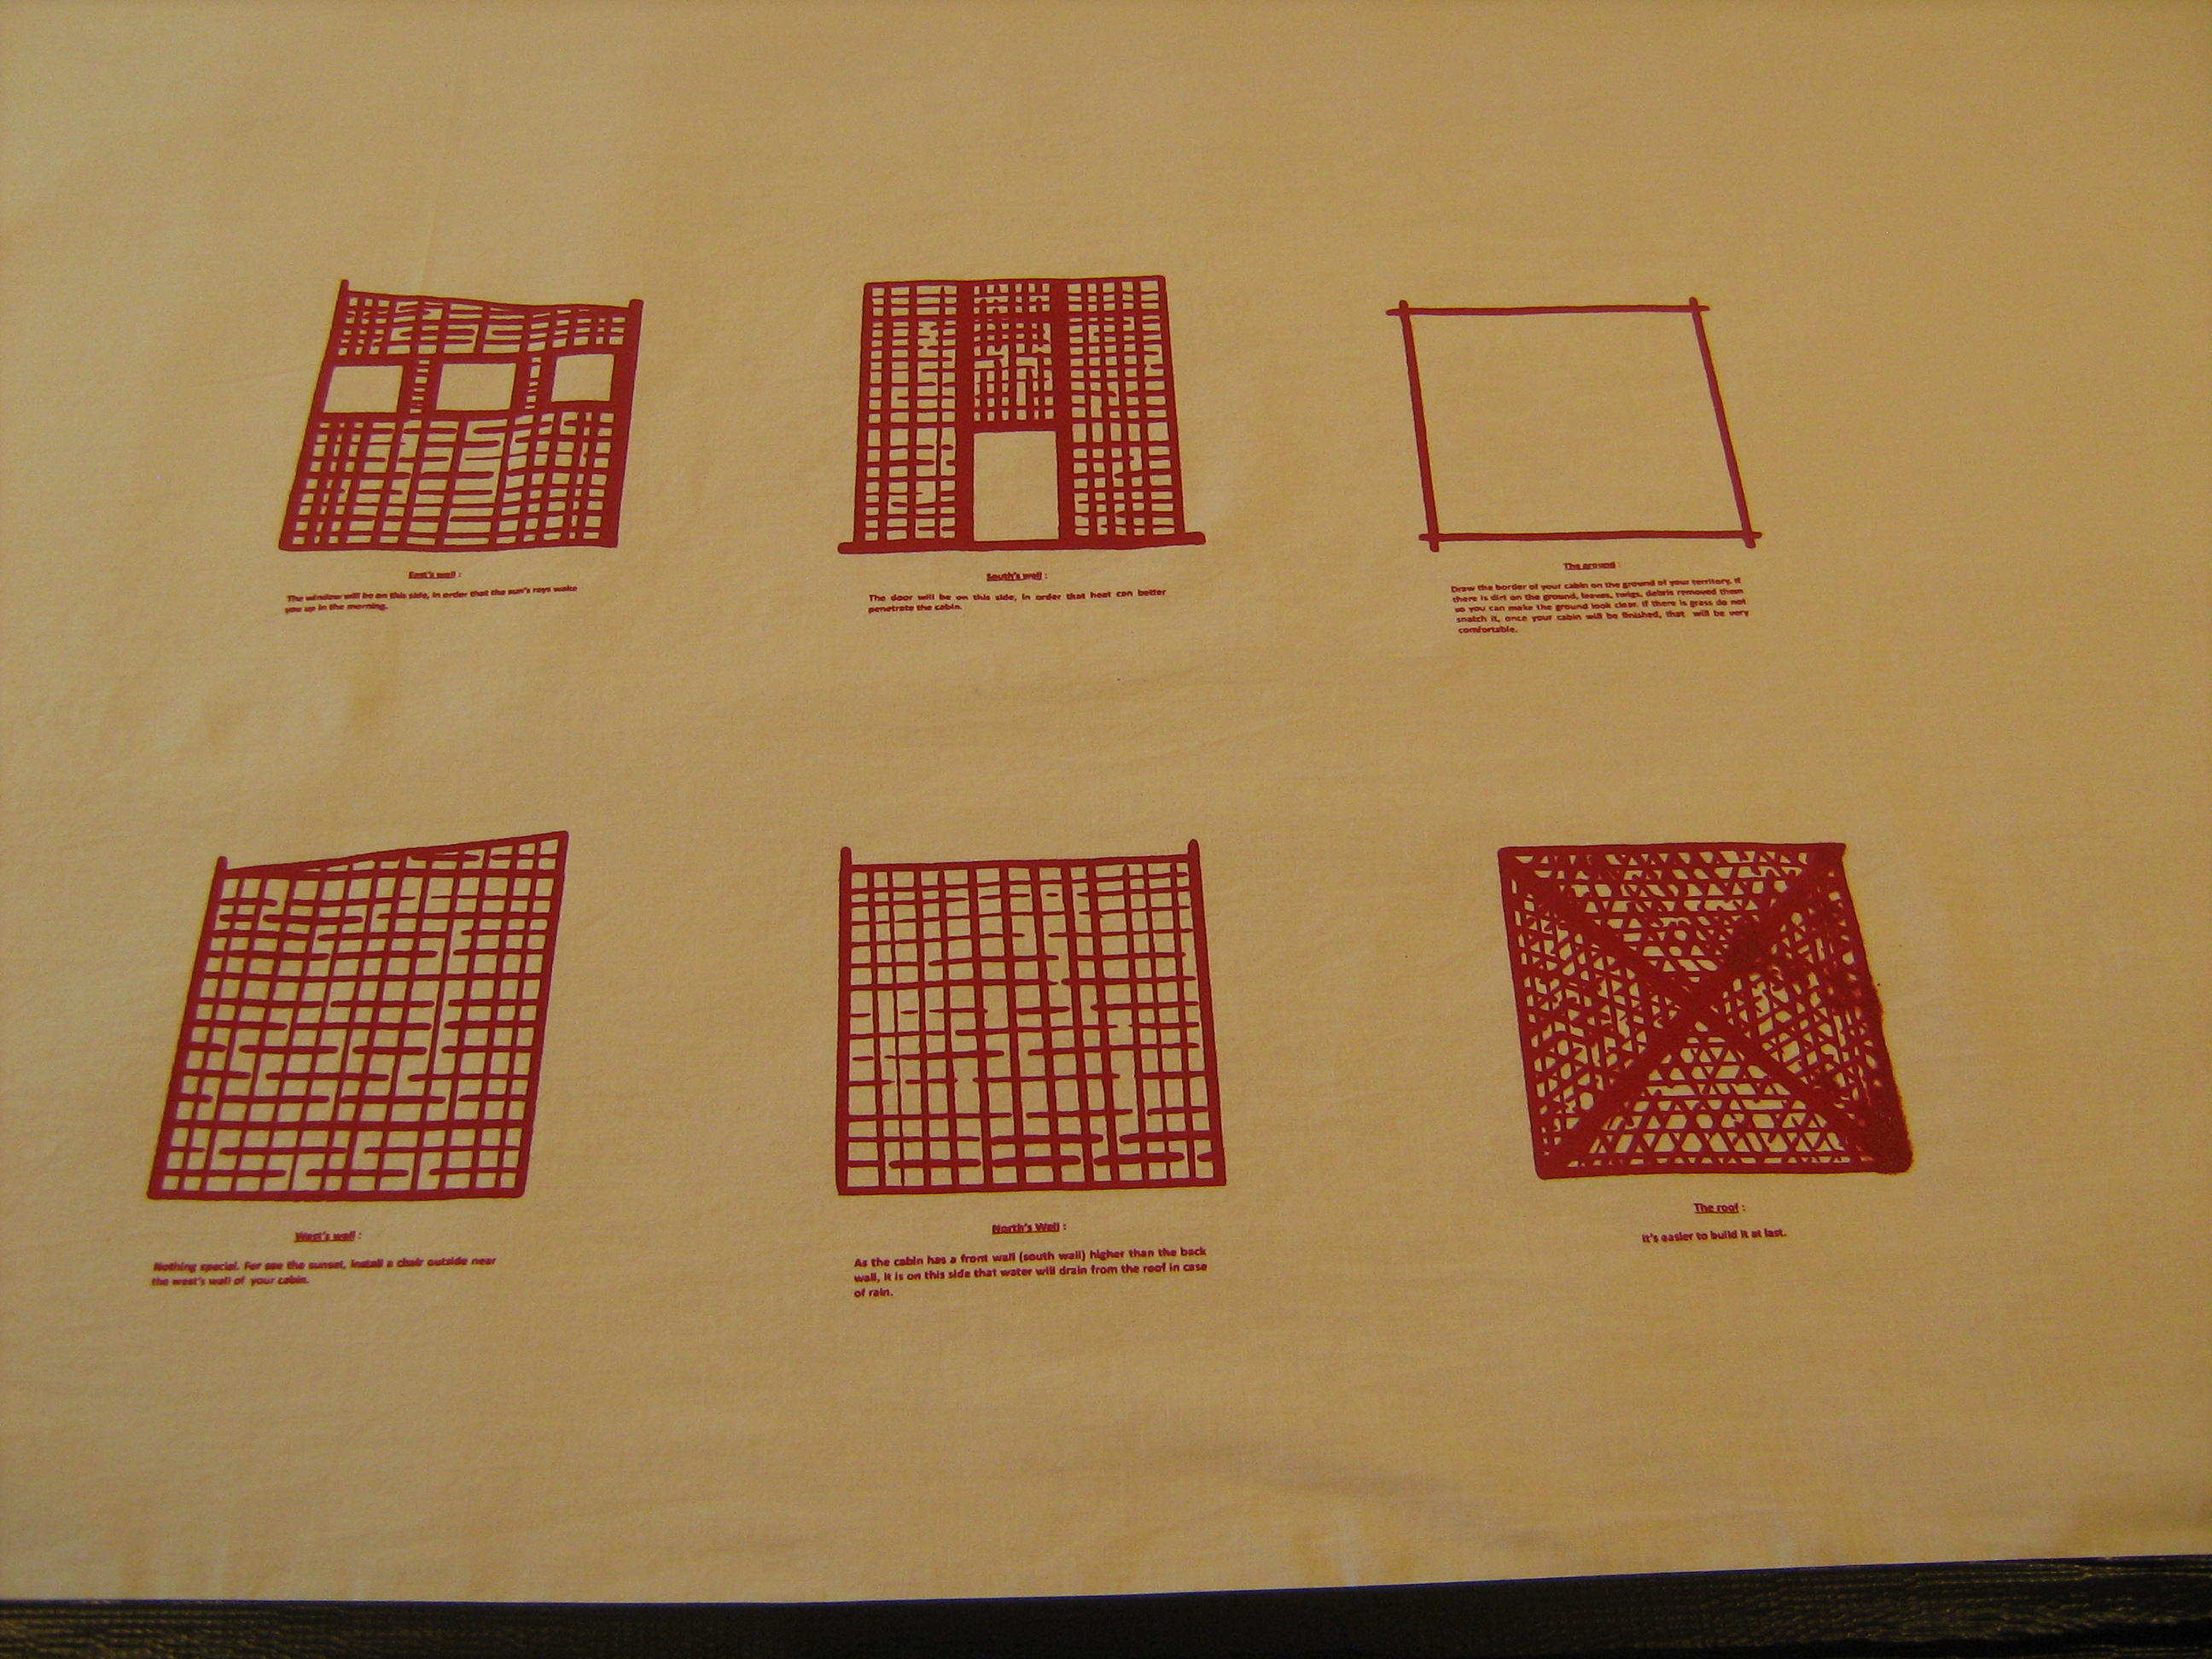 East's wall :
The window will be on this side, in order that the sun's rays wake
you up in the morning.
South's wall :
The door will be on this side, in order that heat can better
penetrate the cabin.
The ground :
Draw the border of your cabin on the ground of your territory. If
there is dirt on the ground, leaves, twigs, debris removed them
so you can make the ground look clear. If there is grass do not
snatch it, once your cabin will be finished, that will be very
comfortable.
West's wall :
Nothing special. For see the sunset, install a chair outside near
the west's wall of your cabin.
North's Wall :
As the cabin has a front wall (south wall) higher than the back
wall, it is on this side that water will drain from the roof in case
of rain.
The roof :
It's easier to build it at last.